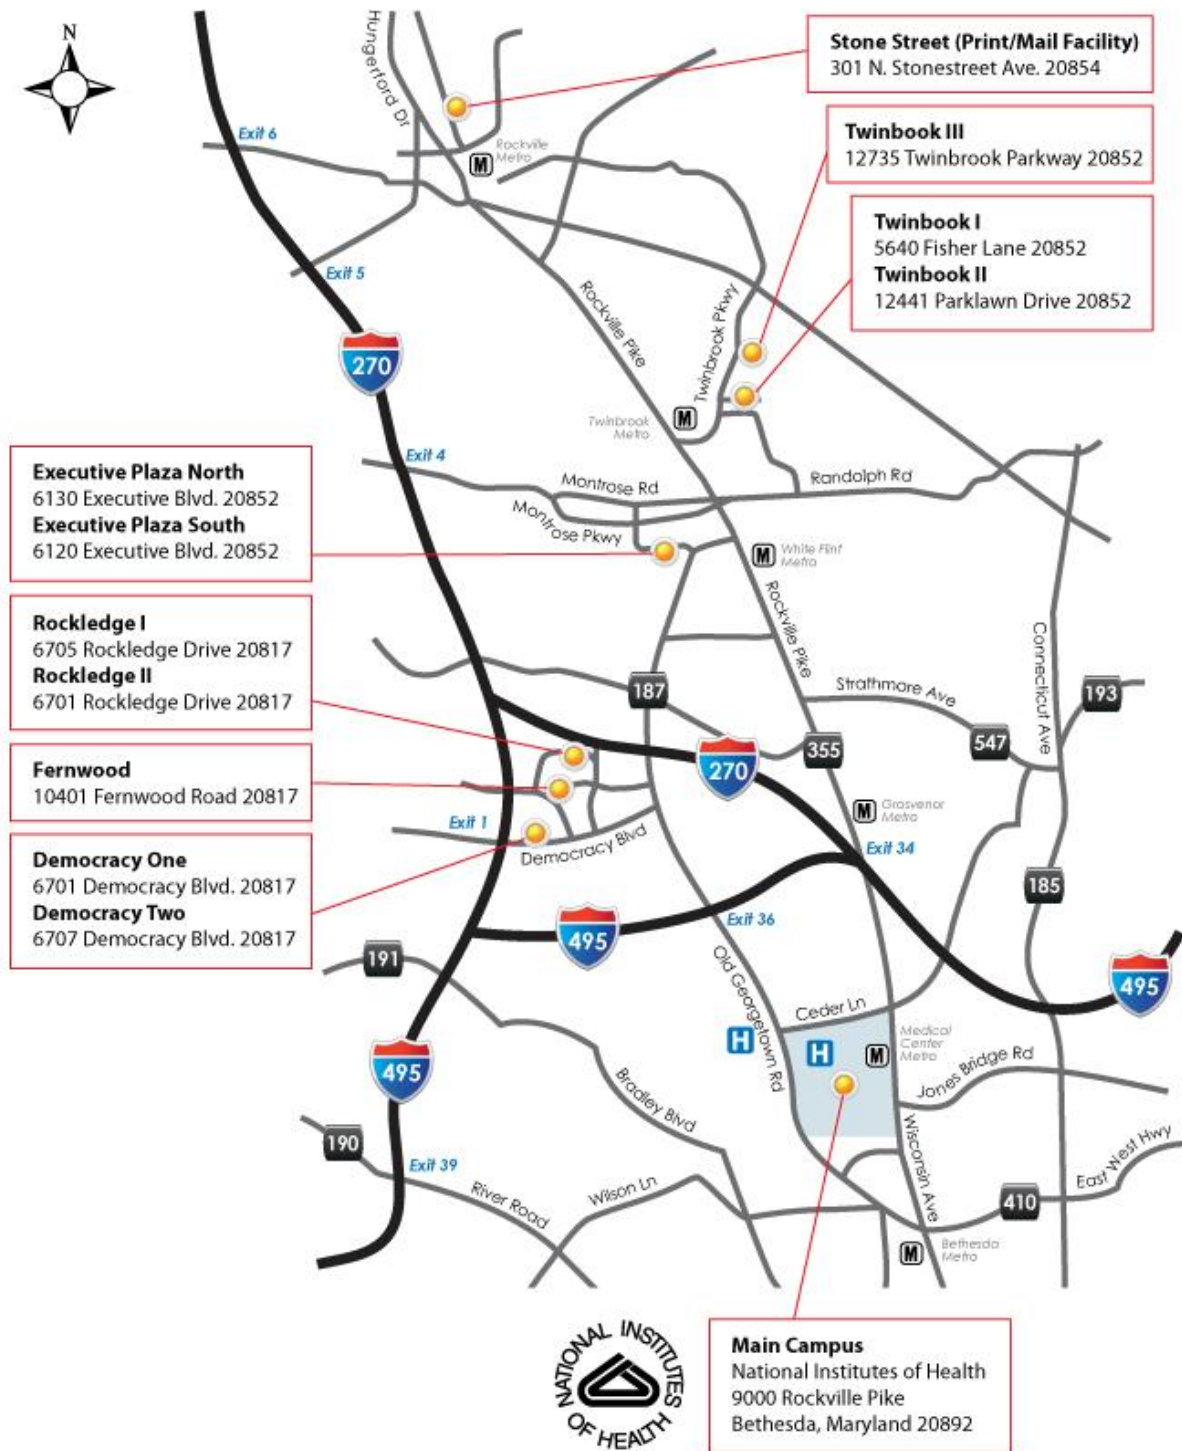 N
Hungerford Dr
Stone Street (Print/Mail Facility)
301 N. Stonestreet Ave. 20854
Exit 6
Rockville
Metro
M
Twinbook III
12735 Twinbrook Parkway 20852
Twinbook I
5640 Fisher Lane 20852
Twinbook II
12441 Parklawn Drive 20852
Exit 5
Rockville Pike
Twinbrook Pkwy
270
Twinbrook
Metro
M
Exit 4
Montrose Rd
Randolph Rd
Montrose Pkwy
Executive Plaza North
6130 Executive Blvd. 20852
Executive Plaza South
6120 Executive Blvd. 20852
M
White Flint
Metro
Rockledge I
6705 Rockledge Drive 20817
Rockledge II
6701 Rockledge Drive 20817
Rockville Pike
Connecticut Ave
187
Strathmore Ave
193
355
547
270
Fernwood
10401 Fernwood Road 20817
M
Grosvenor
Metro
Exit 1
Democracy Blvd
Exit 34
Democracy One
6701 Democracy Blvd. 20817
Democracy Two
6707 Democracy Blvd. 20817
185
Exit 36
495
191
Old Georgetown Rd
495
Ceder Ln
H
H
Medical
Center
Metro
M
495
Jones Bridge Rd
Bradley Blvd
190
Wisconsin Ave
Exit 39
East West Hwy
River Road
Wilson Ln
410
M
Bethesda
Metro
NATIONAL INSTITUTES
OF HEALTH
Main Campus
National Institutes of Health
9000 Rockville Pike
Bethesda, Maryland 20892